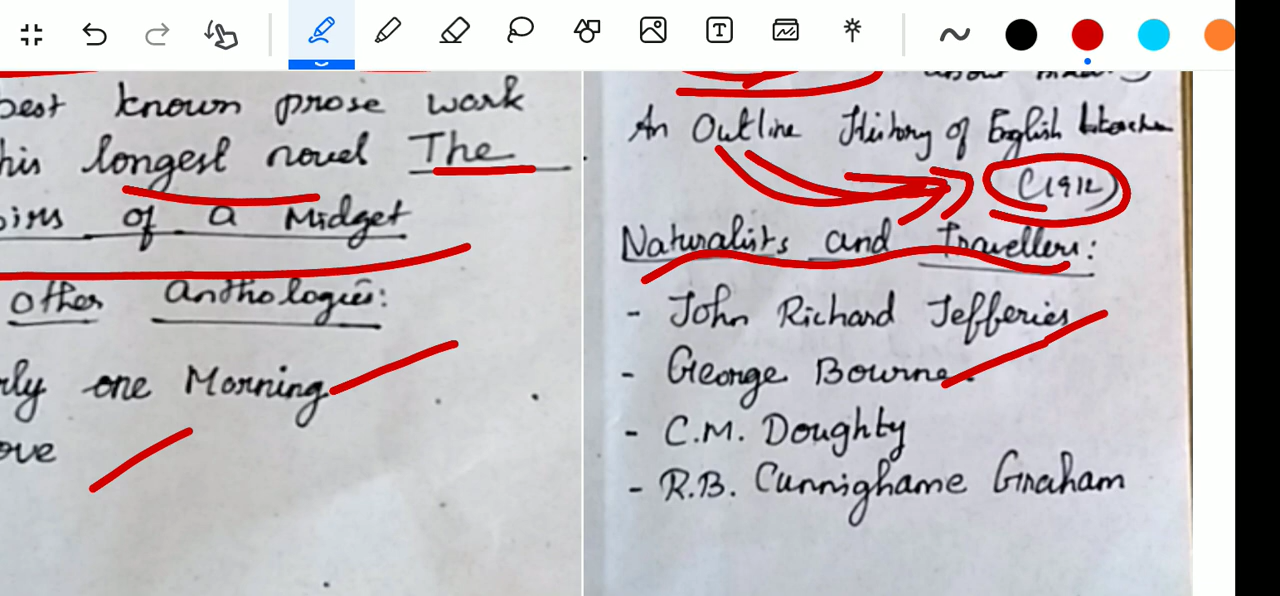 best known prose work
his longest novel The
oirs of a Midget
other anthologies:
rly one Morning
ove
An Outline History of English
(1912)
Naturalists and Travellers:
- John Richard Jefferies
- George Bourne.
- C.M. Doughty
- R.B. Cunnighame Graham